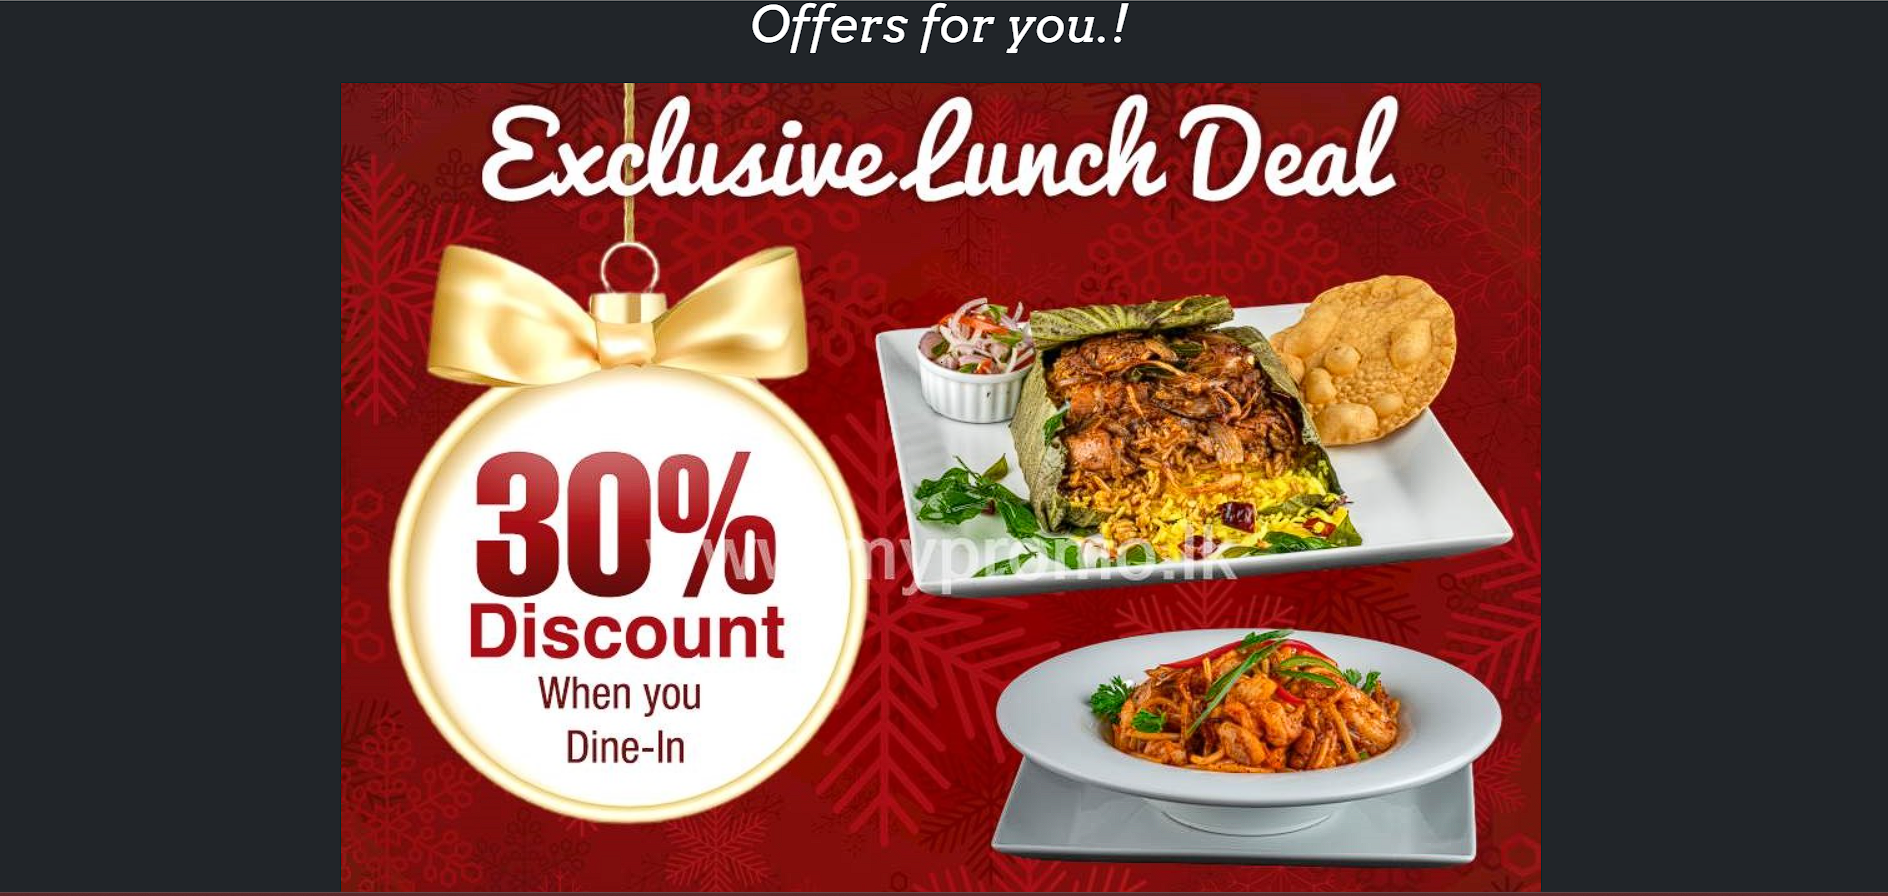 Offers for you.!
Exclusive Lunch Deal
30%
Discount
When you
Dine-In
www.mypromo.lk